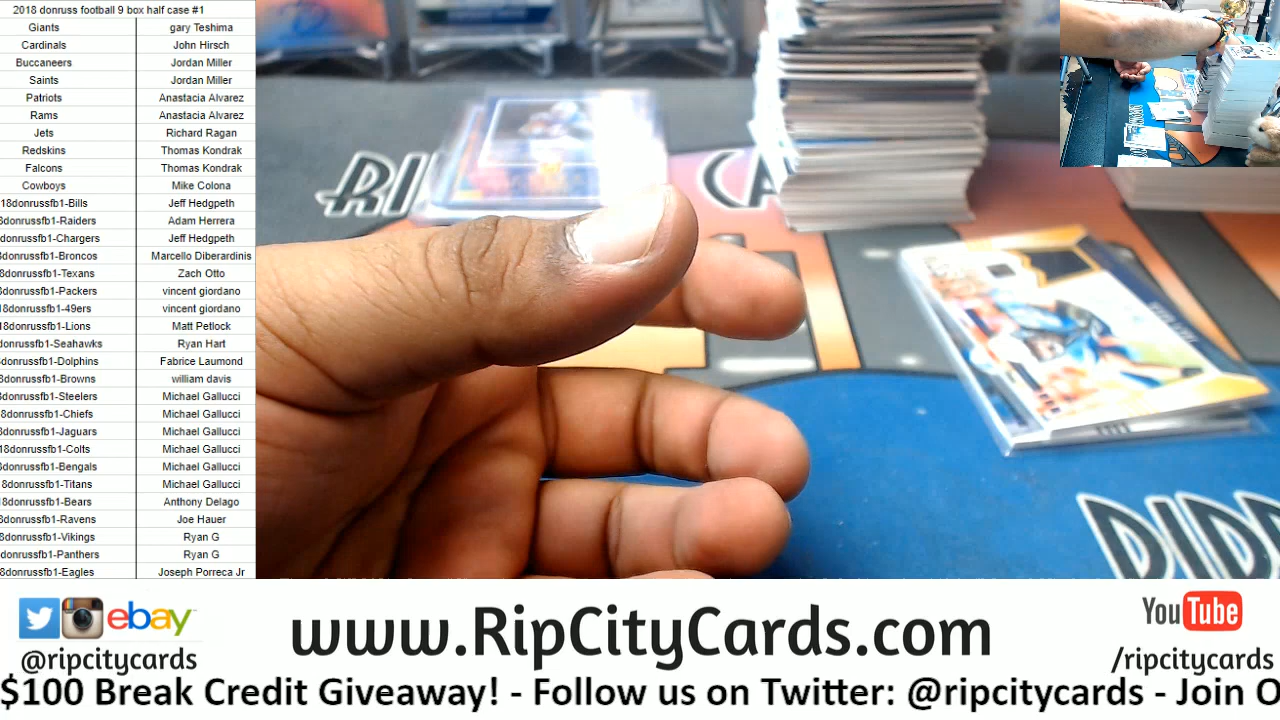 2018 donruss football 9 box half case #1
Giants gary Teshima
Cardinals John Hirsch
Buccaneers Jordan Miller
Saints Jordan Miller
Patriots Anastacia Alvarez
Rams Anastacia Alvarez
Jets Richard Ragan
Redskins Thomas Kondrak
Falcons Thomas Kondrak
Cowboys Mike Colona
18donrussfb1-Bills Jeff Hedgpeth
8donrussfb1-Raiders Adam Herrera
donrussfb1-Chargers Jeff Hedgpeth
donrussfb1-Broncos Marcello Diberardinis
8donrussfb1-Texans Zach Otto
8donrussfb1-Packers vincent giordano
18donrussfb1-49ers vincent giordano
18donrussfb1-Lions Matt Petlock
donrussfb1-Seahawks Ryan Hart
8donrussfb1-Dolphins Fabrice Laumond
8donrussfb1-Browns william davis
8donrussfb1-Steelers Michael Gallucci
8donrussfb1-Chiefs Michael Gallucci
8donrussfb1-Jaguars Michael Gallucci
18donrussfb1-Colts Michael Gallucci
8donrussfb1-Bengals Michael Gallucci
18donrussfb1-Titans Michael Gallucci
18donrussfb1-Bears Anthony Delago
8donrussfb1-Ravens Joe Hauer
8donrussfb1-Vikings Ryan G
donrussfb1-Panthers Ryan G
8donrussfb1-Eagles Joseph Porreca Jr
RI CA
RIPP
ebay
@ripcitycards
www.RipCityCards.com
YouTube
/ripcitycards
$100 Break Credit Giveaway! - Follow us on Twitter: @ripcitycards - Join O